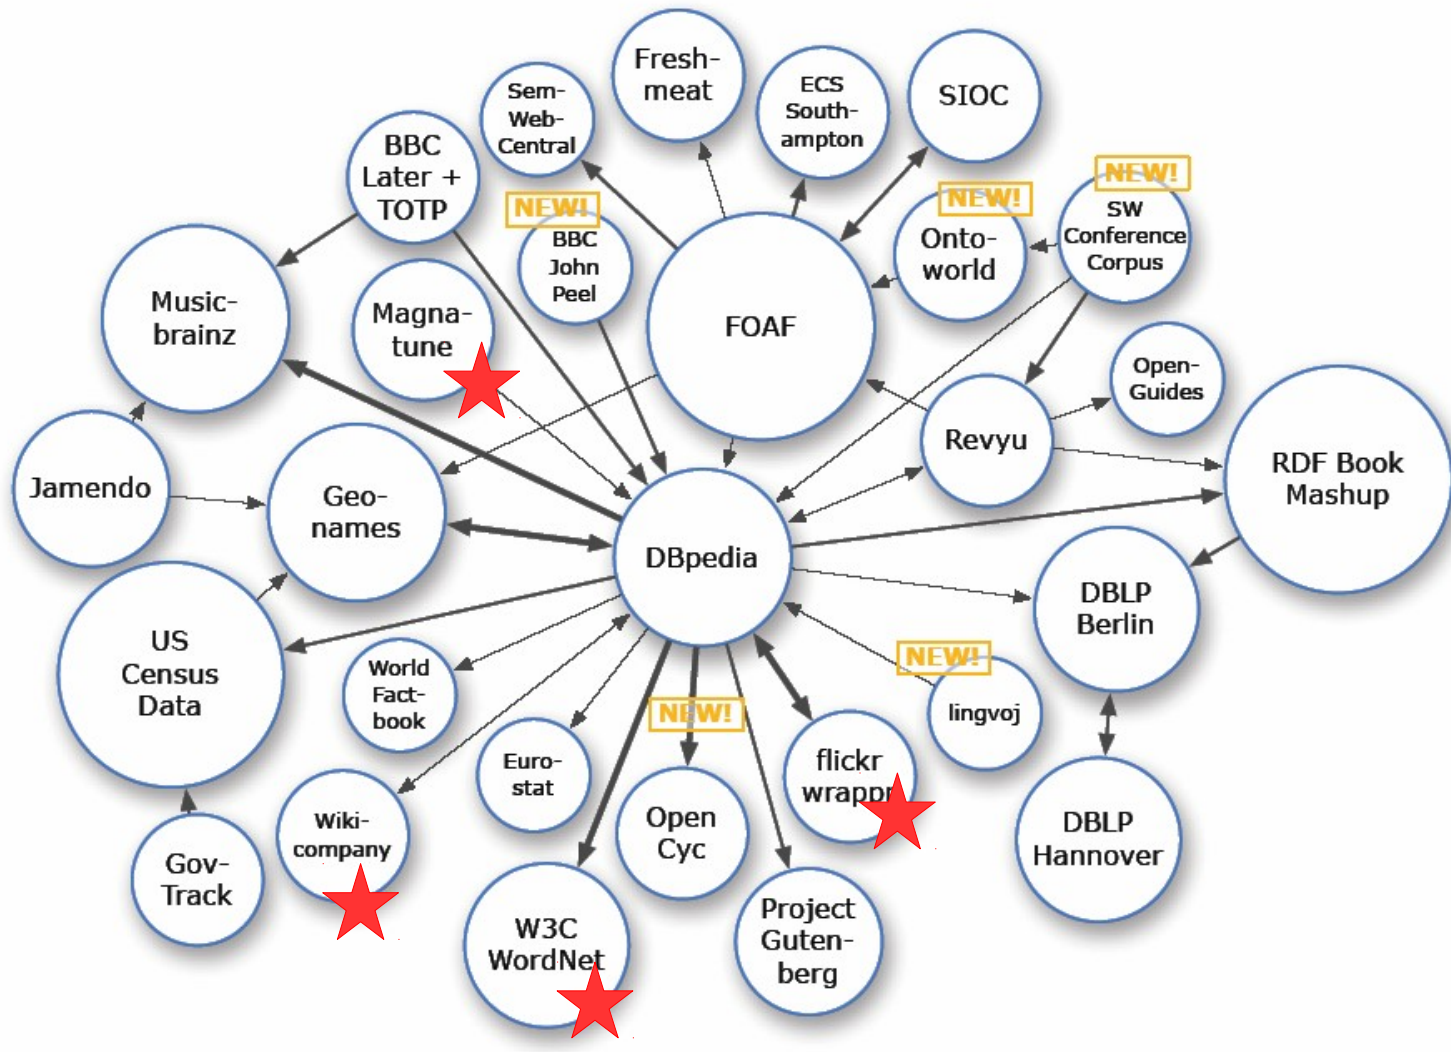 Fresh-
meat
ECS
South-
ampton
SIOC
Sem-
Web-
Central
BBC
Later +
TOTP
NEW!
BBC
John
Peel
NEW!
Onto-
world
NEW!
SW
Conference
Corpus
Music-
brainz
Magna-
tune
FOAF
Open-
Guides
Revyu
RDF Book
Mashup
Jamendo
Geo-
names
DBpedia
DBLP
Berlin
US
Census
Data
World
Fact-
book
NEW!
lingvoj
NEW!
Euro-
stat
flickr
wrappr
Open
Cyc
Wiki-
company
DBLP
Hannover
Gov-
Track
W3C
WordNet
Project
Guten-
berg